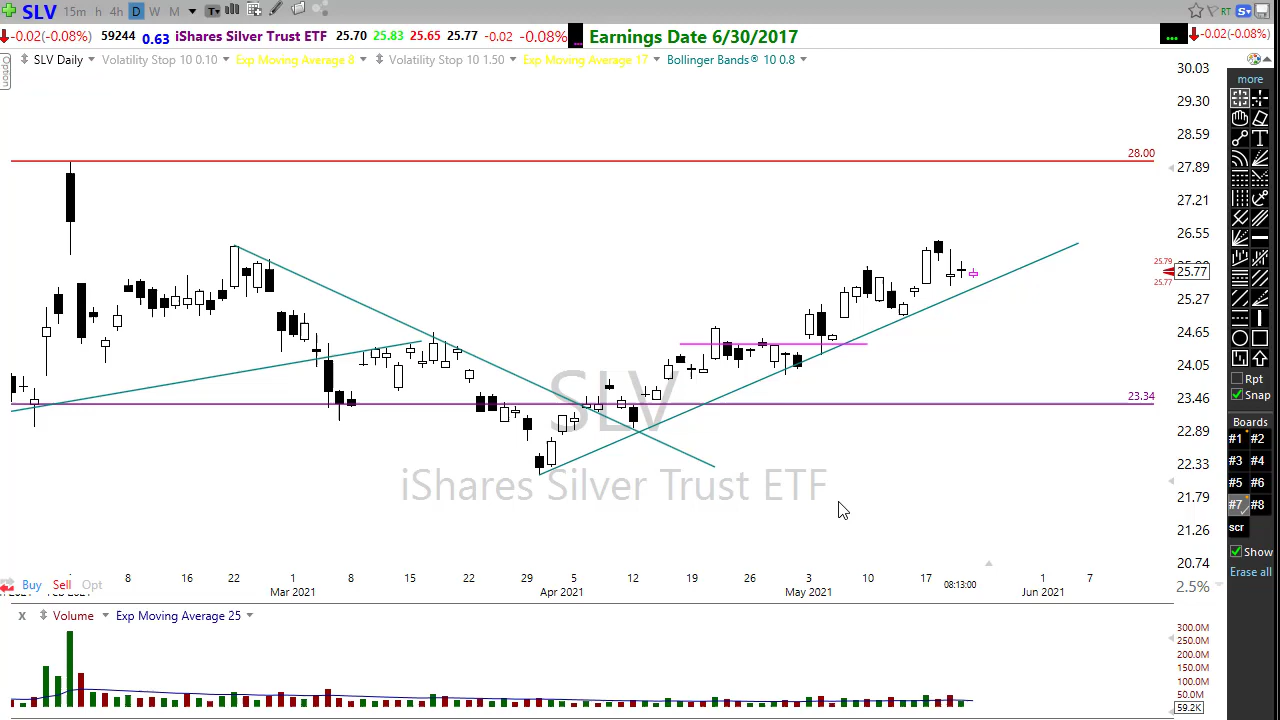 SLV 15m h 4h D W M T RT S
-0.02(-0.08%) 59244 0.63 iShares Silver Trust ETF 25.70 25.83 25.65 25.77 -0.02 -0.08% ... Earnings Date 6/30/2017 ... -0.02(-0.08%)
Option
SLV Daily Volatility Stop 10 0.10 Exp Moving Average 8 Volatility Stop 10 1.50 Exp Moving Average 17 Bollinger Bands® 10 0.8
30.03
29.30
28.59
28.00
27.89
27.21
26.55
25.79
25.77
25.77
25.27
24.65
24.05
23.46
23.34
22.89
22.33
21.79
21.26
20.74
2.5%
SLV
iShares Silver Trust ETF
8 16 22 1 8 15 22 29 5 12 19 26 3 10 17 08:13:00 1 7
Mar 2021 Apr 2021 May 2021 Jun 2021
Buy Sell Opt
X Volume Exp Moving Average 25
300.0M
250.0M
200.0M
150.0M
100.0M
50.0M
59.2K
more
T
Rpt
Snap
Boards
#1 #2
#3 #4
#5 #6
#7 #8
scr
Show
Erase all